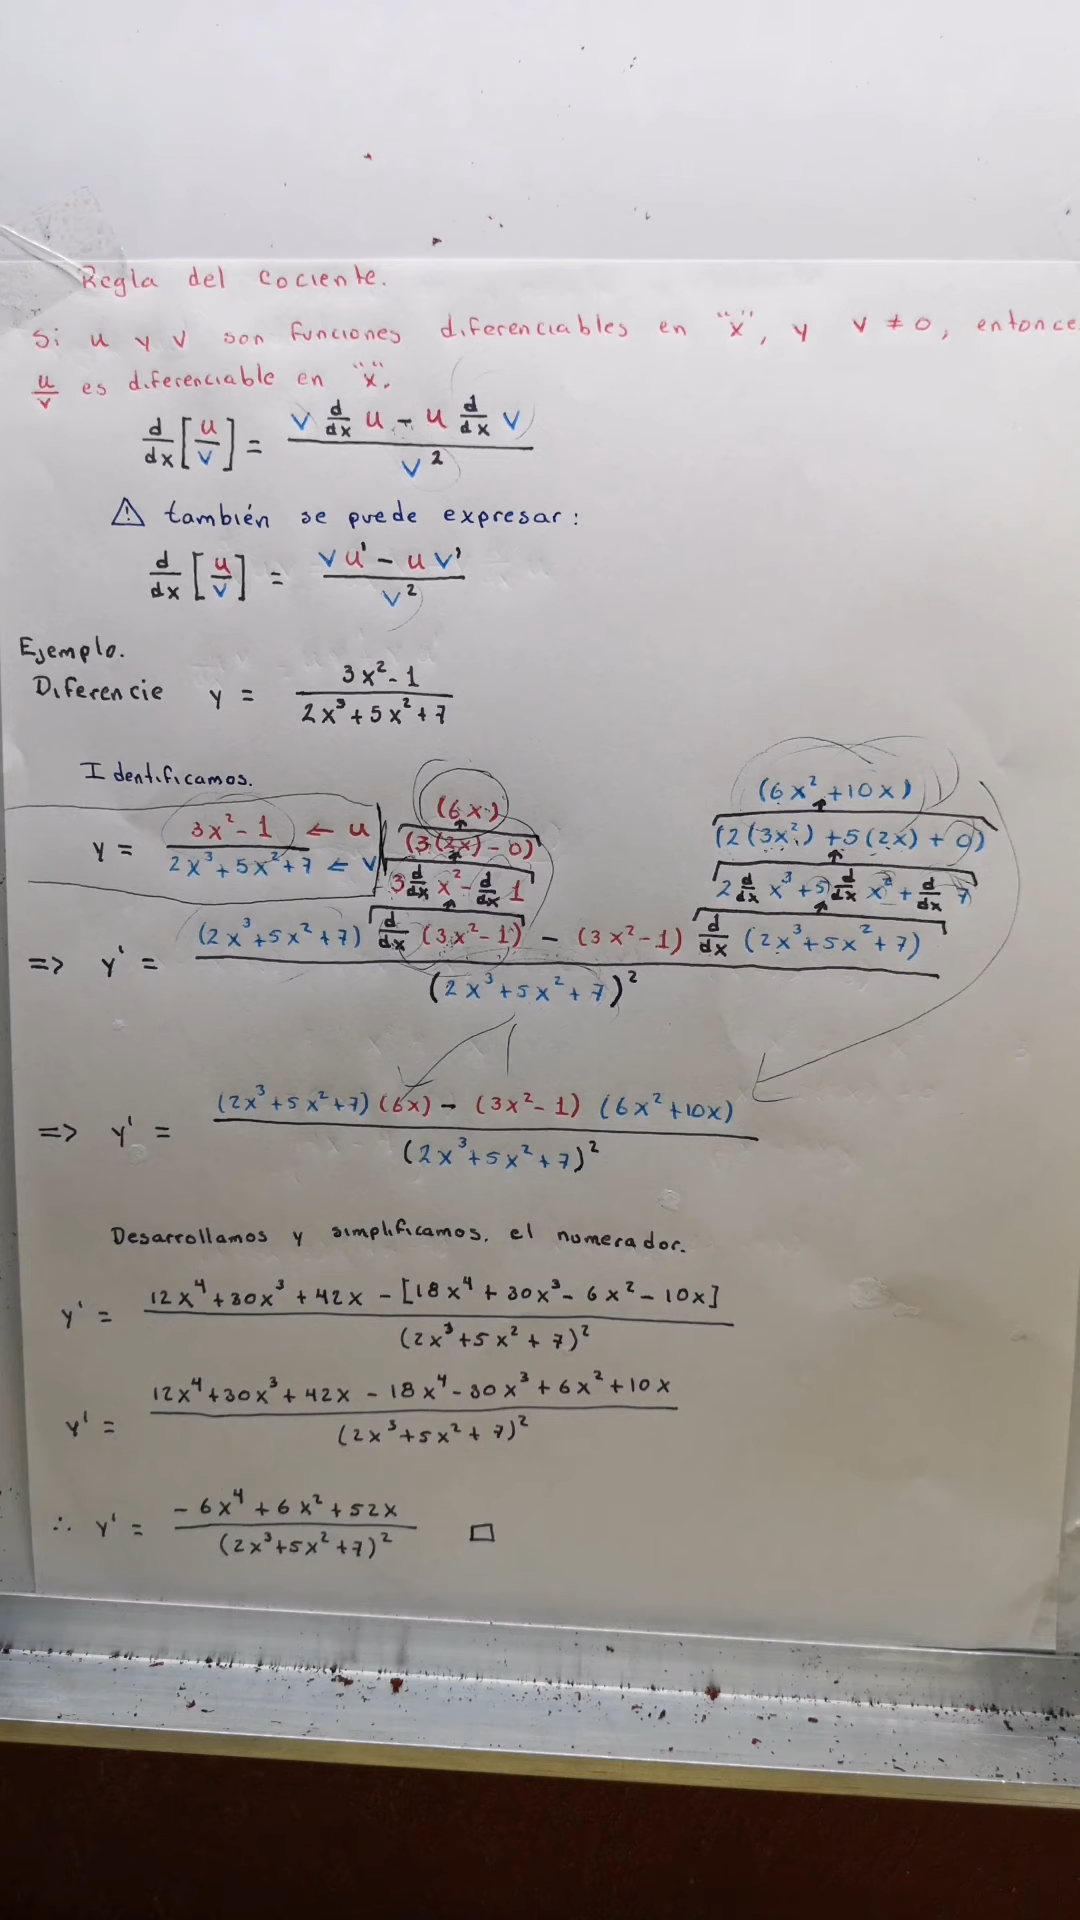 Regla del cociente.
Si u y v son funciones diferenciables en "x", y v ≠ 0, entonces
u/v es diferenciable en "x".
d/dx [u/v] = (v d/dx u - u d/dx v) / v²
⚠ también se puede expresar:
d/dx [u/v] = (v u' - u v') / v²
Ejemplo.
Diferencie y = (3x² - 1) / (2x³ + 5x² + 7)
Identificamos.
y = (3x² - 1) / (2x³ + 5x² + 7) ← u ← v
(6x)
(3(2x) - 0)
3 d/dx x² - d/dx 1
(6x² + 10x)
(2(3x²) + 5(2x) + 0)
2 d/dx x³ + 5 d/dx x² + d/dx 7
=> y' = ((2x³ + 5x² + 7) d/dx (3x² - 1) - (3x² - 1) d/dx (2x³ + 5x² + 7)) / (2x³ + 5x² + 7)²
=> y' = ((2x³ + 5x² + 7) (6x) - (3x² - 1) (6x² + 10x)) / (2x³ + 5x² + 7)²
Desarrollamos y simplificamos. el numerador.
y' = (12x⁴ + 30x³ + 42x - [18x⁴ + 30x³ - 6x² - 10x]) / (2x³ + 5x² + 7)²
y' = (12x⁴ + 30x³ + 42x - 18x⁴ - 30x³ + 6x² + 10x) / (2x³ + 5x² + 7)²
∴ y' = (-6x⁴ + 6x² + 52x) / (2x³ + 5x² + 7)² □